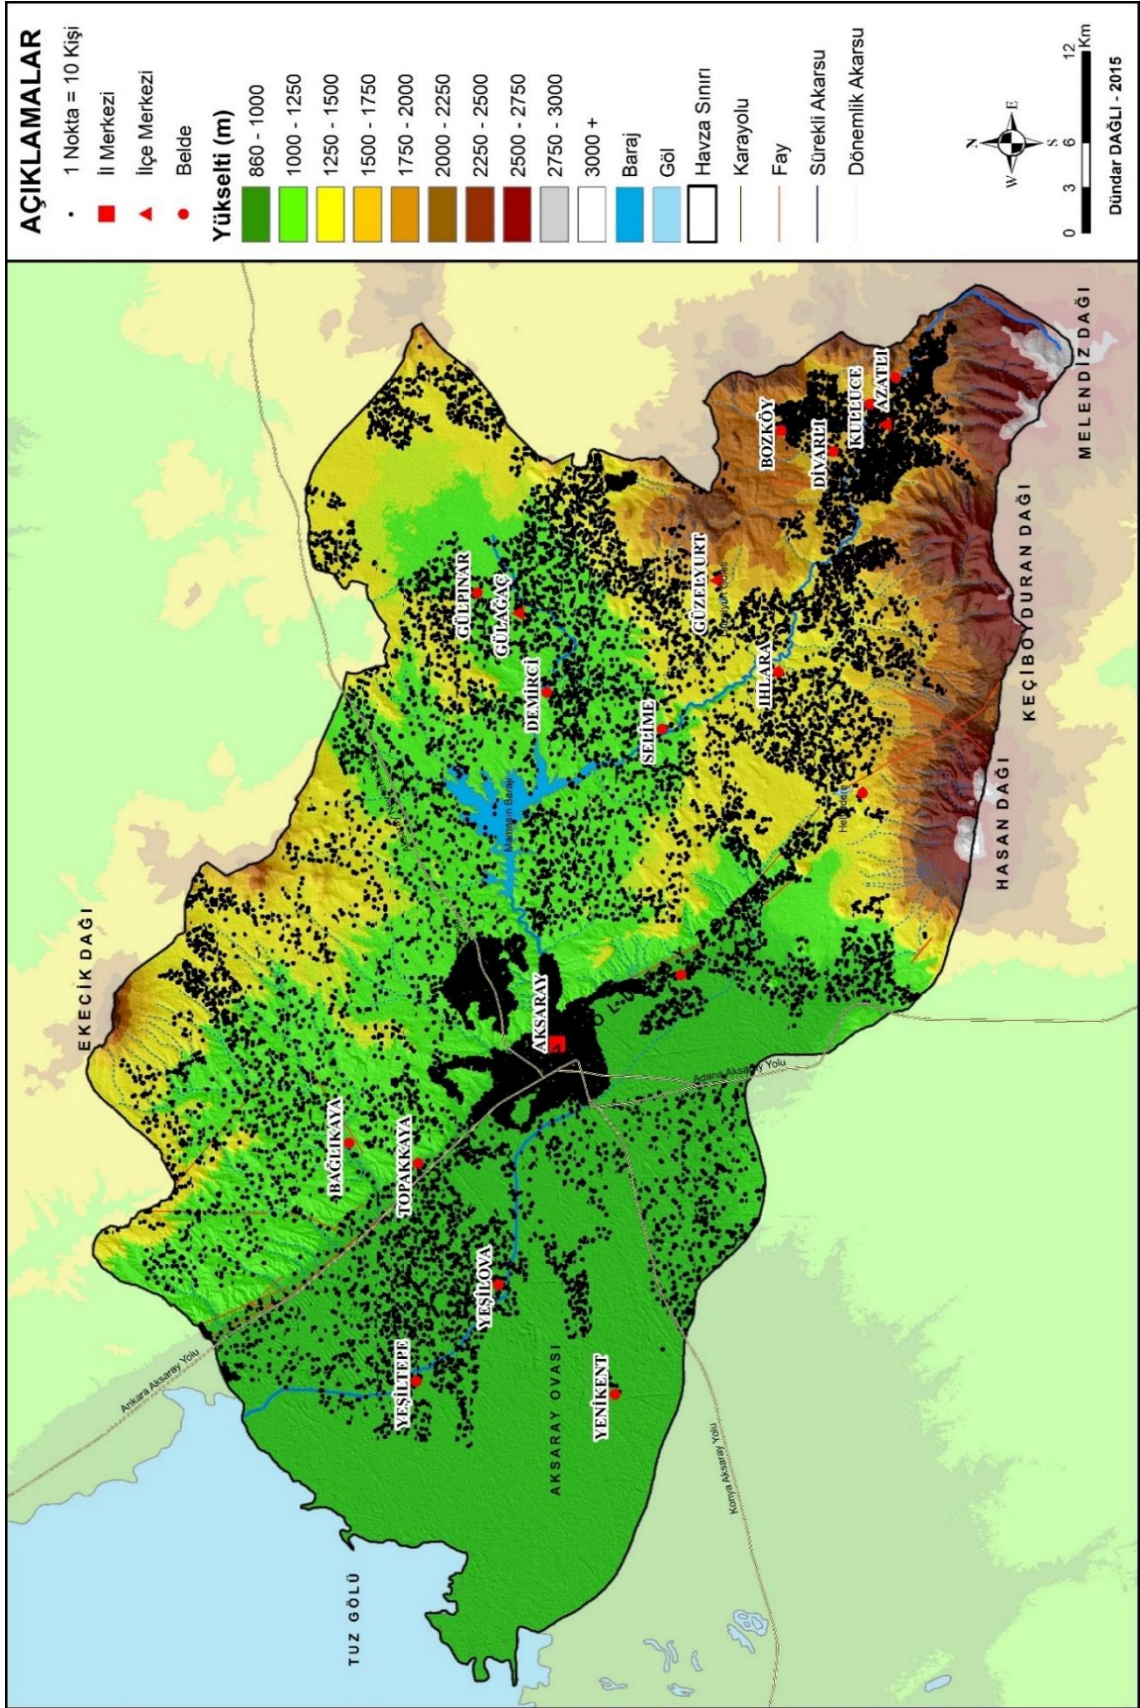 AÇIKLAMALAR
1 Nokta = 10 Kişi
İl Merkezi
İlçe Merkezi
Belde
Yükselti (m)
860 - 1000
1000 - 1250
1250 - 1500
1500 - 1750
1750 - 2000
2000 - 2250
2250 - 2500
2500 - 2750
2750 - 3000
3000 +
Baraj
Göl
Havza Sınırı
Karayolu
Fay
Sürekli Akarsu
Dönemlik Akarsu
N
W
E
S
0 3 6 12
Km
Dündar DAĞLI - 2015
TUZ GÖLÜ
EKECİK DAĞI
Ankara Aksaray Yolu
BAĞLIKAYA
TOPAKKAYA
YEŞİLTEPE
YEŞİLOVA
AKSARAY OVASI
YENİKENT
Konya Aksaray Yolu
AKSARAY
Adana Aksaray Yolu
Mamasın Barajı
GÜLPINAR
GÜLAĞAÇ
DEMİRCİ
SELİME
GÜZELYURT
IHLARA
BOZKÖY
DİVARLI
KULLUCE
AZATLI
HASAN DAĞI
KEÇİBOYDURAN DAĞI
MELENDİZ DAĞI